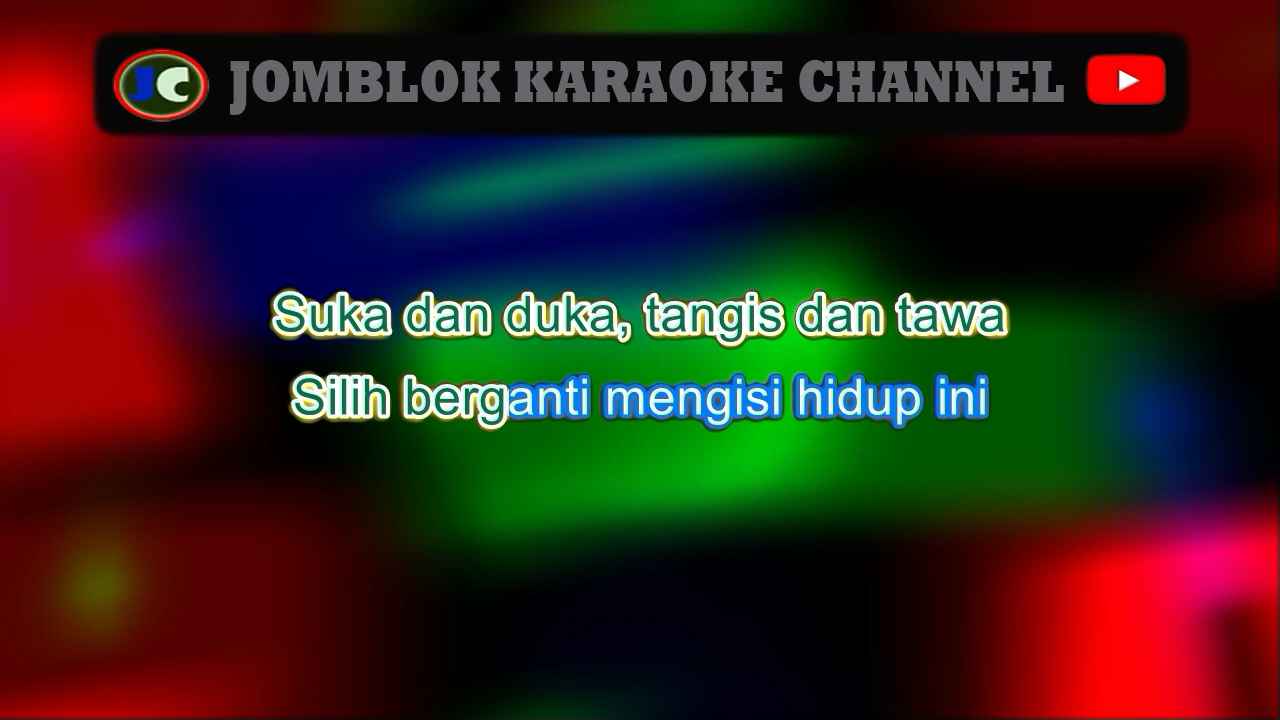 JC JOMBLOK KARAOKE CHANNEL
Suka dan duka, tangis dan tawa
Silih berganti mengisi hidup ini